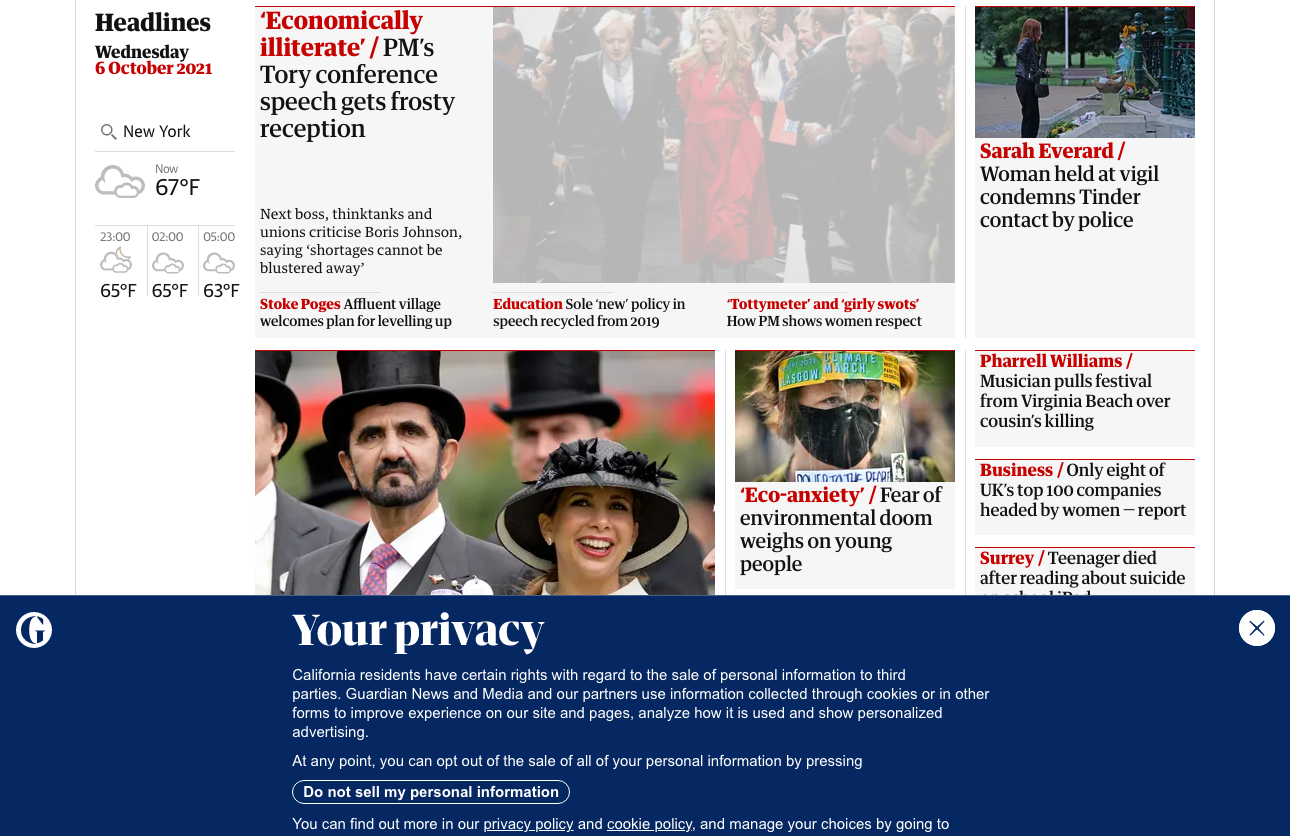 Headlines
Wednesday
6 October 2021
New York
Now
67°F
23:00
02:00
05:00
65°F
65°F
63°F
‘Economically
illiterate’ / PM’s
Tory conference
speech gets frosty
reception
Next boss, thinktanks and
unions criticise Boris Johnson,
saying ‘shortages cannot be
blustered away’
Stoke Poges Affluent village
welcomes plan for levelling up
Education Sole ‘new’ policy in
speech recycled from 2019
‘Tottymeter’ and ‘girly swots’
How PM shows women respect
Sarah Everard /
Woman held at vigil
condemns Tinder
contact by police
CLIMATE
MARCH
GLASGOW
POWER TO THE PEOPLE
‘Eco-anxiety’ / Fear of
environmental doom
weighs on young
people
Pharrell Williams /
Musician pulls festival
from Virginia Beach over
cousin’s killing
Business / Only eight of
UK’s top 100 companies
headed by women — report
Surrey / Teenager died
after reading about suicide
on school iPad
G
Your privacy
California residents have certain rights with regard to the sale of personal information to third
parties. Guardian News and Media and our partners use information collected through cookies or in other
forms to improve experience on our site and pages, analyze how it is used and show personalized
advertising.
At any point, you can opt out of the sale of all of your personal information by pressing
Do not sell my personal information
You can find out more in our privacy policy and cookie policy, and manage your choices by going to